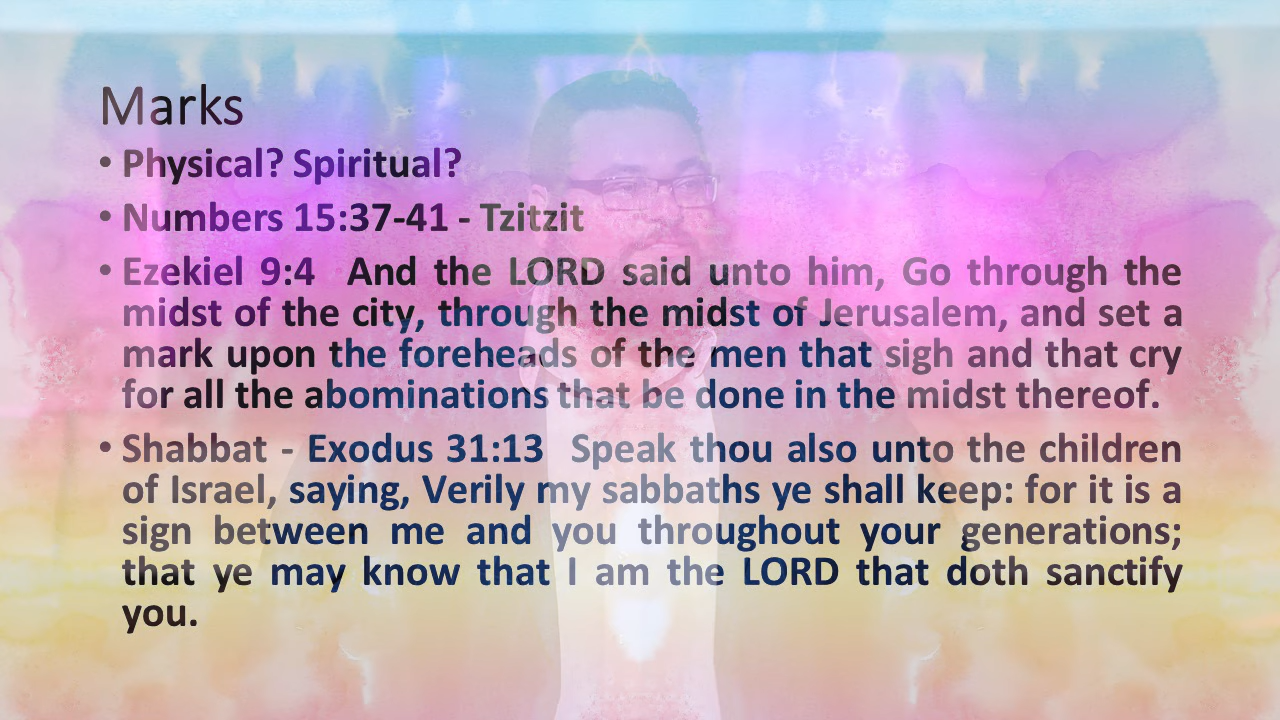 Marks
• Physical? Spiritual?
• Numbers 15:37-41 - Tzitzit
• Ezekiel 9:4  And the LORD said unto him, Go through the
midst of the city, through the midst of Jerusalem, and set a
mark upon the foreheads of the men that sigh and that cry
for all the abominations that be done in the midst thereof.
• Shabbat - Exodus 31:13  Speak thou also unto the children
of Israel, saying, Verily my sabbaths ye shall keep: for it is a
sign between me and you throughout your generations;
that ye may know that I am the LORD that doth sanctify
you.